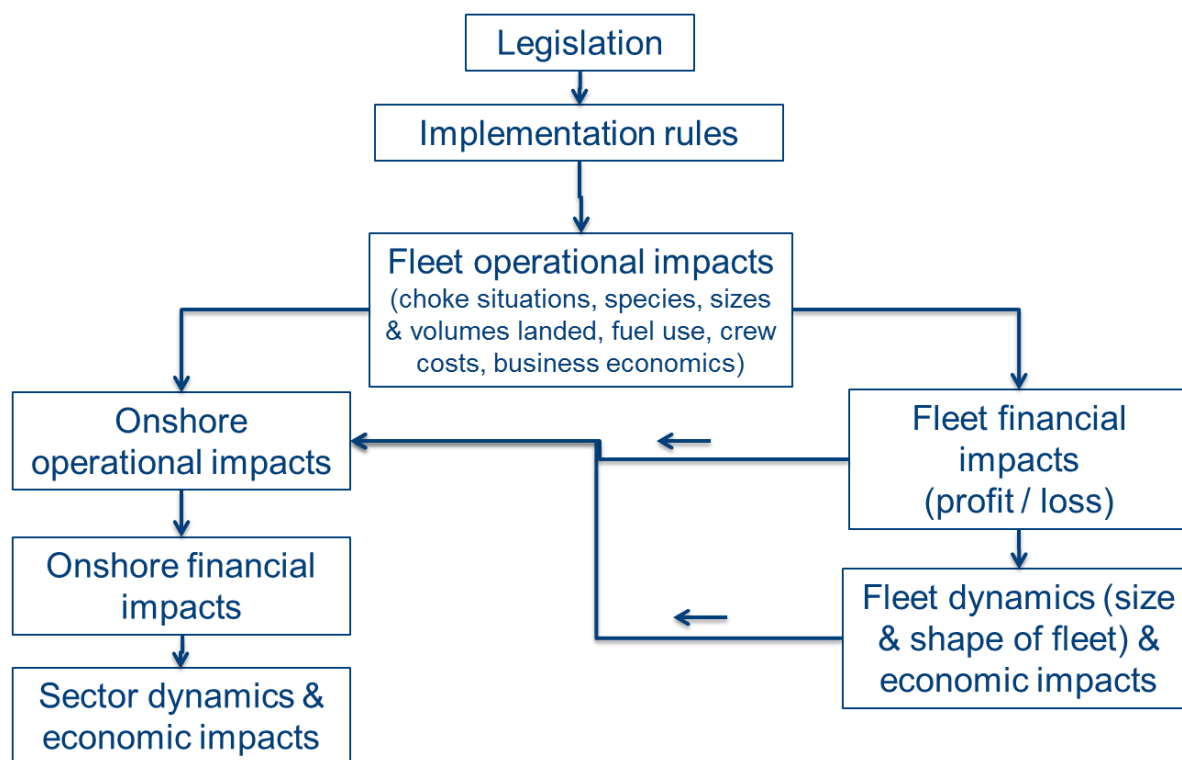 Legislation
Implementation rules
Fleet operational impacts
(choke situations, species, sizes
& volumes landed, fuel use, crew
costs, business economics)
Onshore
operational impacts
Fleet financial
impacts
(profit / loss)
Onshore financial
impacts
Fleet dynamics (size
& shape of fleet) &
economic impacts
Sector dynamics &
economic impacts